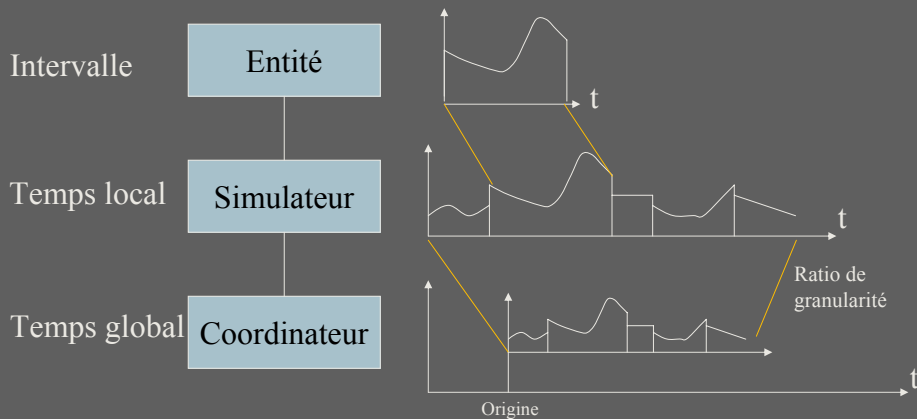 Intervalle
Entité
t
Temps local
Simulateur
t
Ratio de
granularité
Temps global
Coordinateur
t
Origine